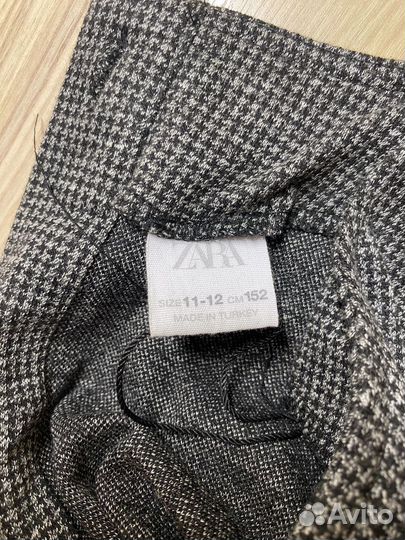 ZARA
SIZE 11-12 CM 152
MADE IN TURKEY
Avito